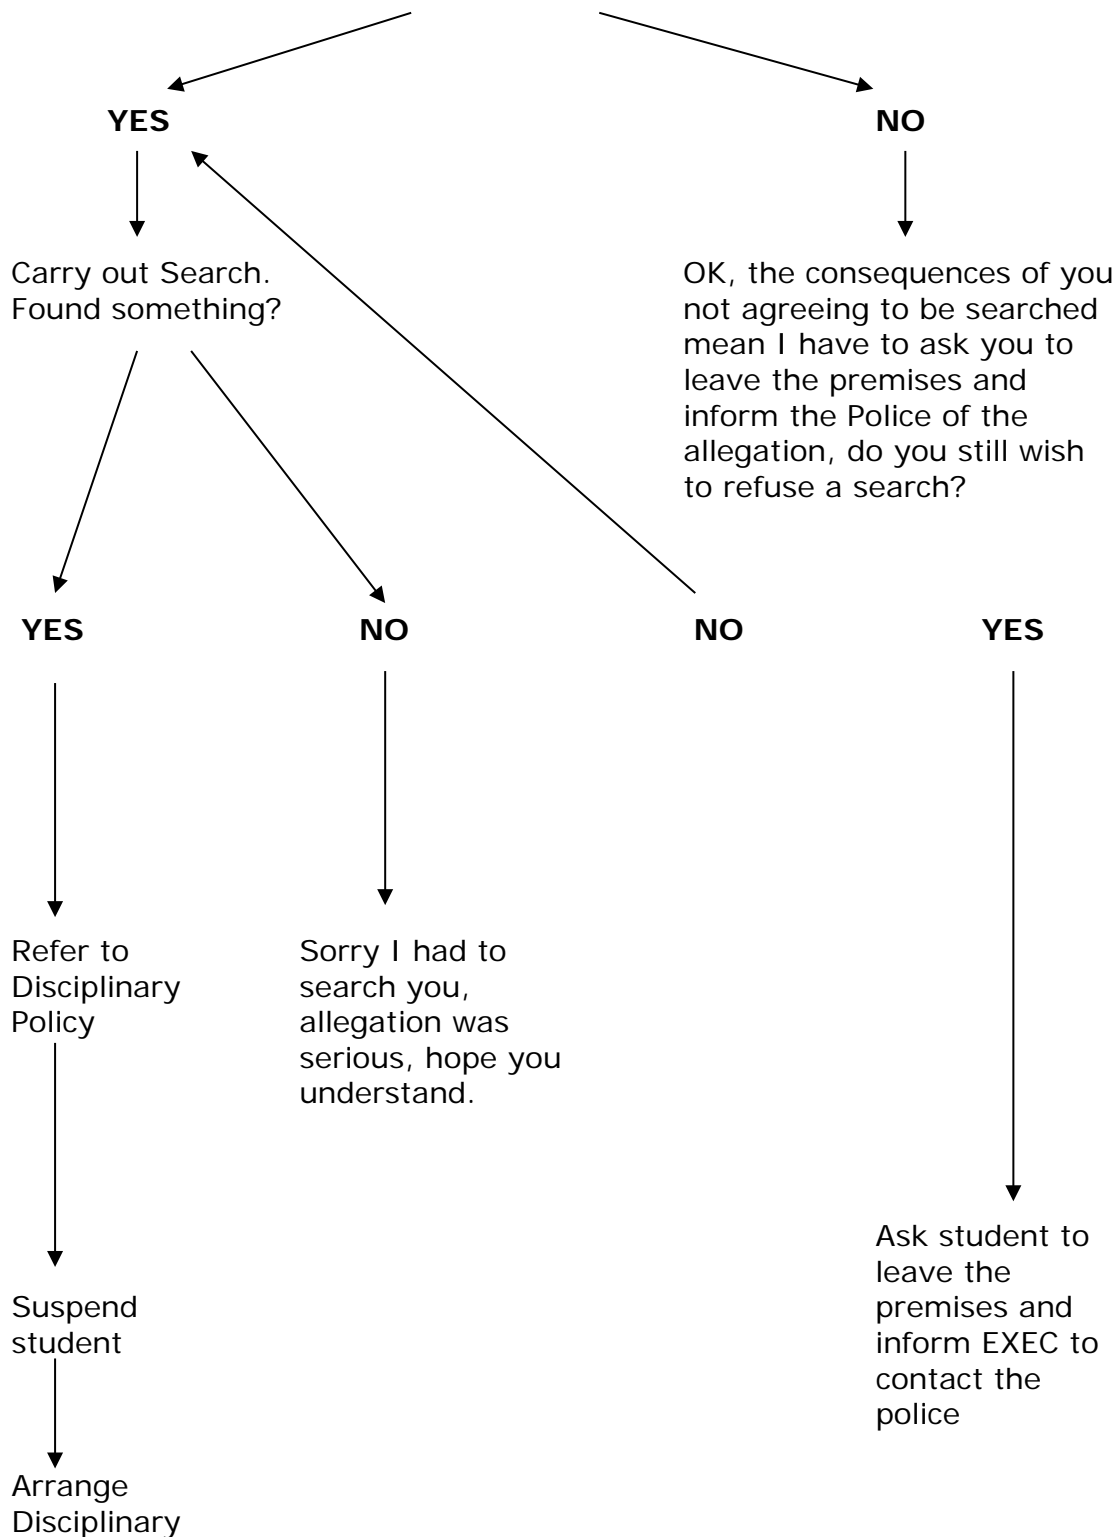 YES
NO
Carry out Search.
Found something?
OK, the consequences of you
not agreeing to be searched
mean I have to ask you to
leave the premises and
inform the Police of the
allegation, do you still wish
to refuse a search?
YES
NO
NO
YES
Refer to
Disciplinary
Policy
Sorry I had to
search you,
allegation was
serious, hope you
understand.
Suspend
student
Ask student to
leave the
premises and
inform EXEC to
contact the
police
Arrange
Disciplinary